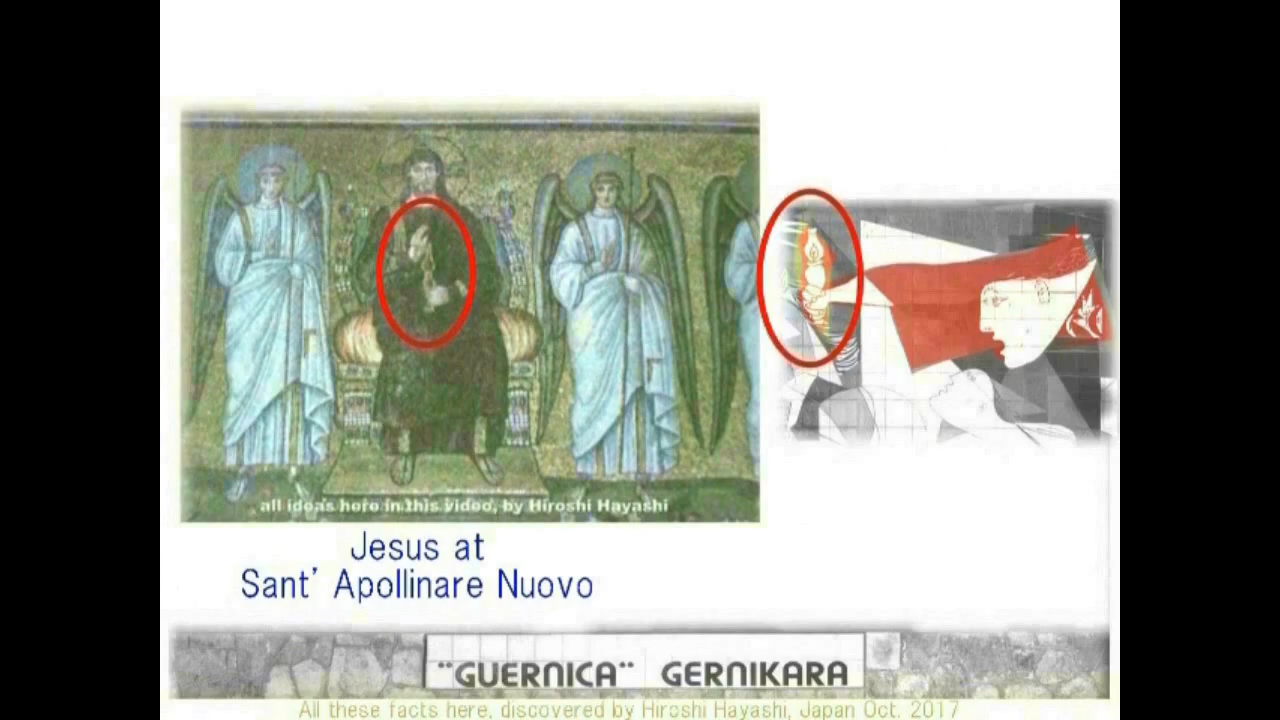 all ideas here in this video, by Hiroshi Hayashi
Jesus at
Sant' Apollinare Nuovo
"GUERNICA" GERNIKARA
All these facts here, discovered by Hiroshi Hayashi, Japan Oct. 2017